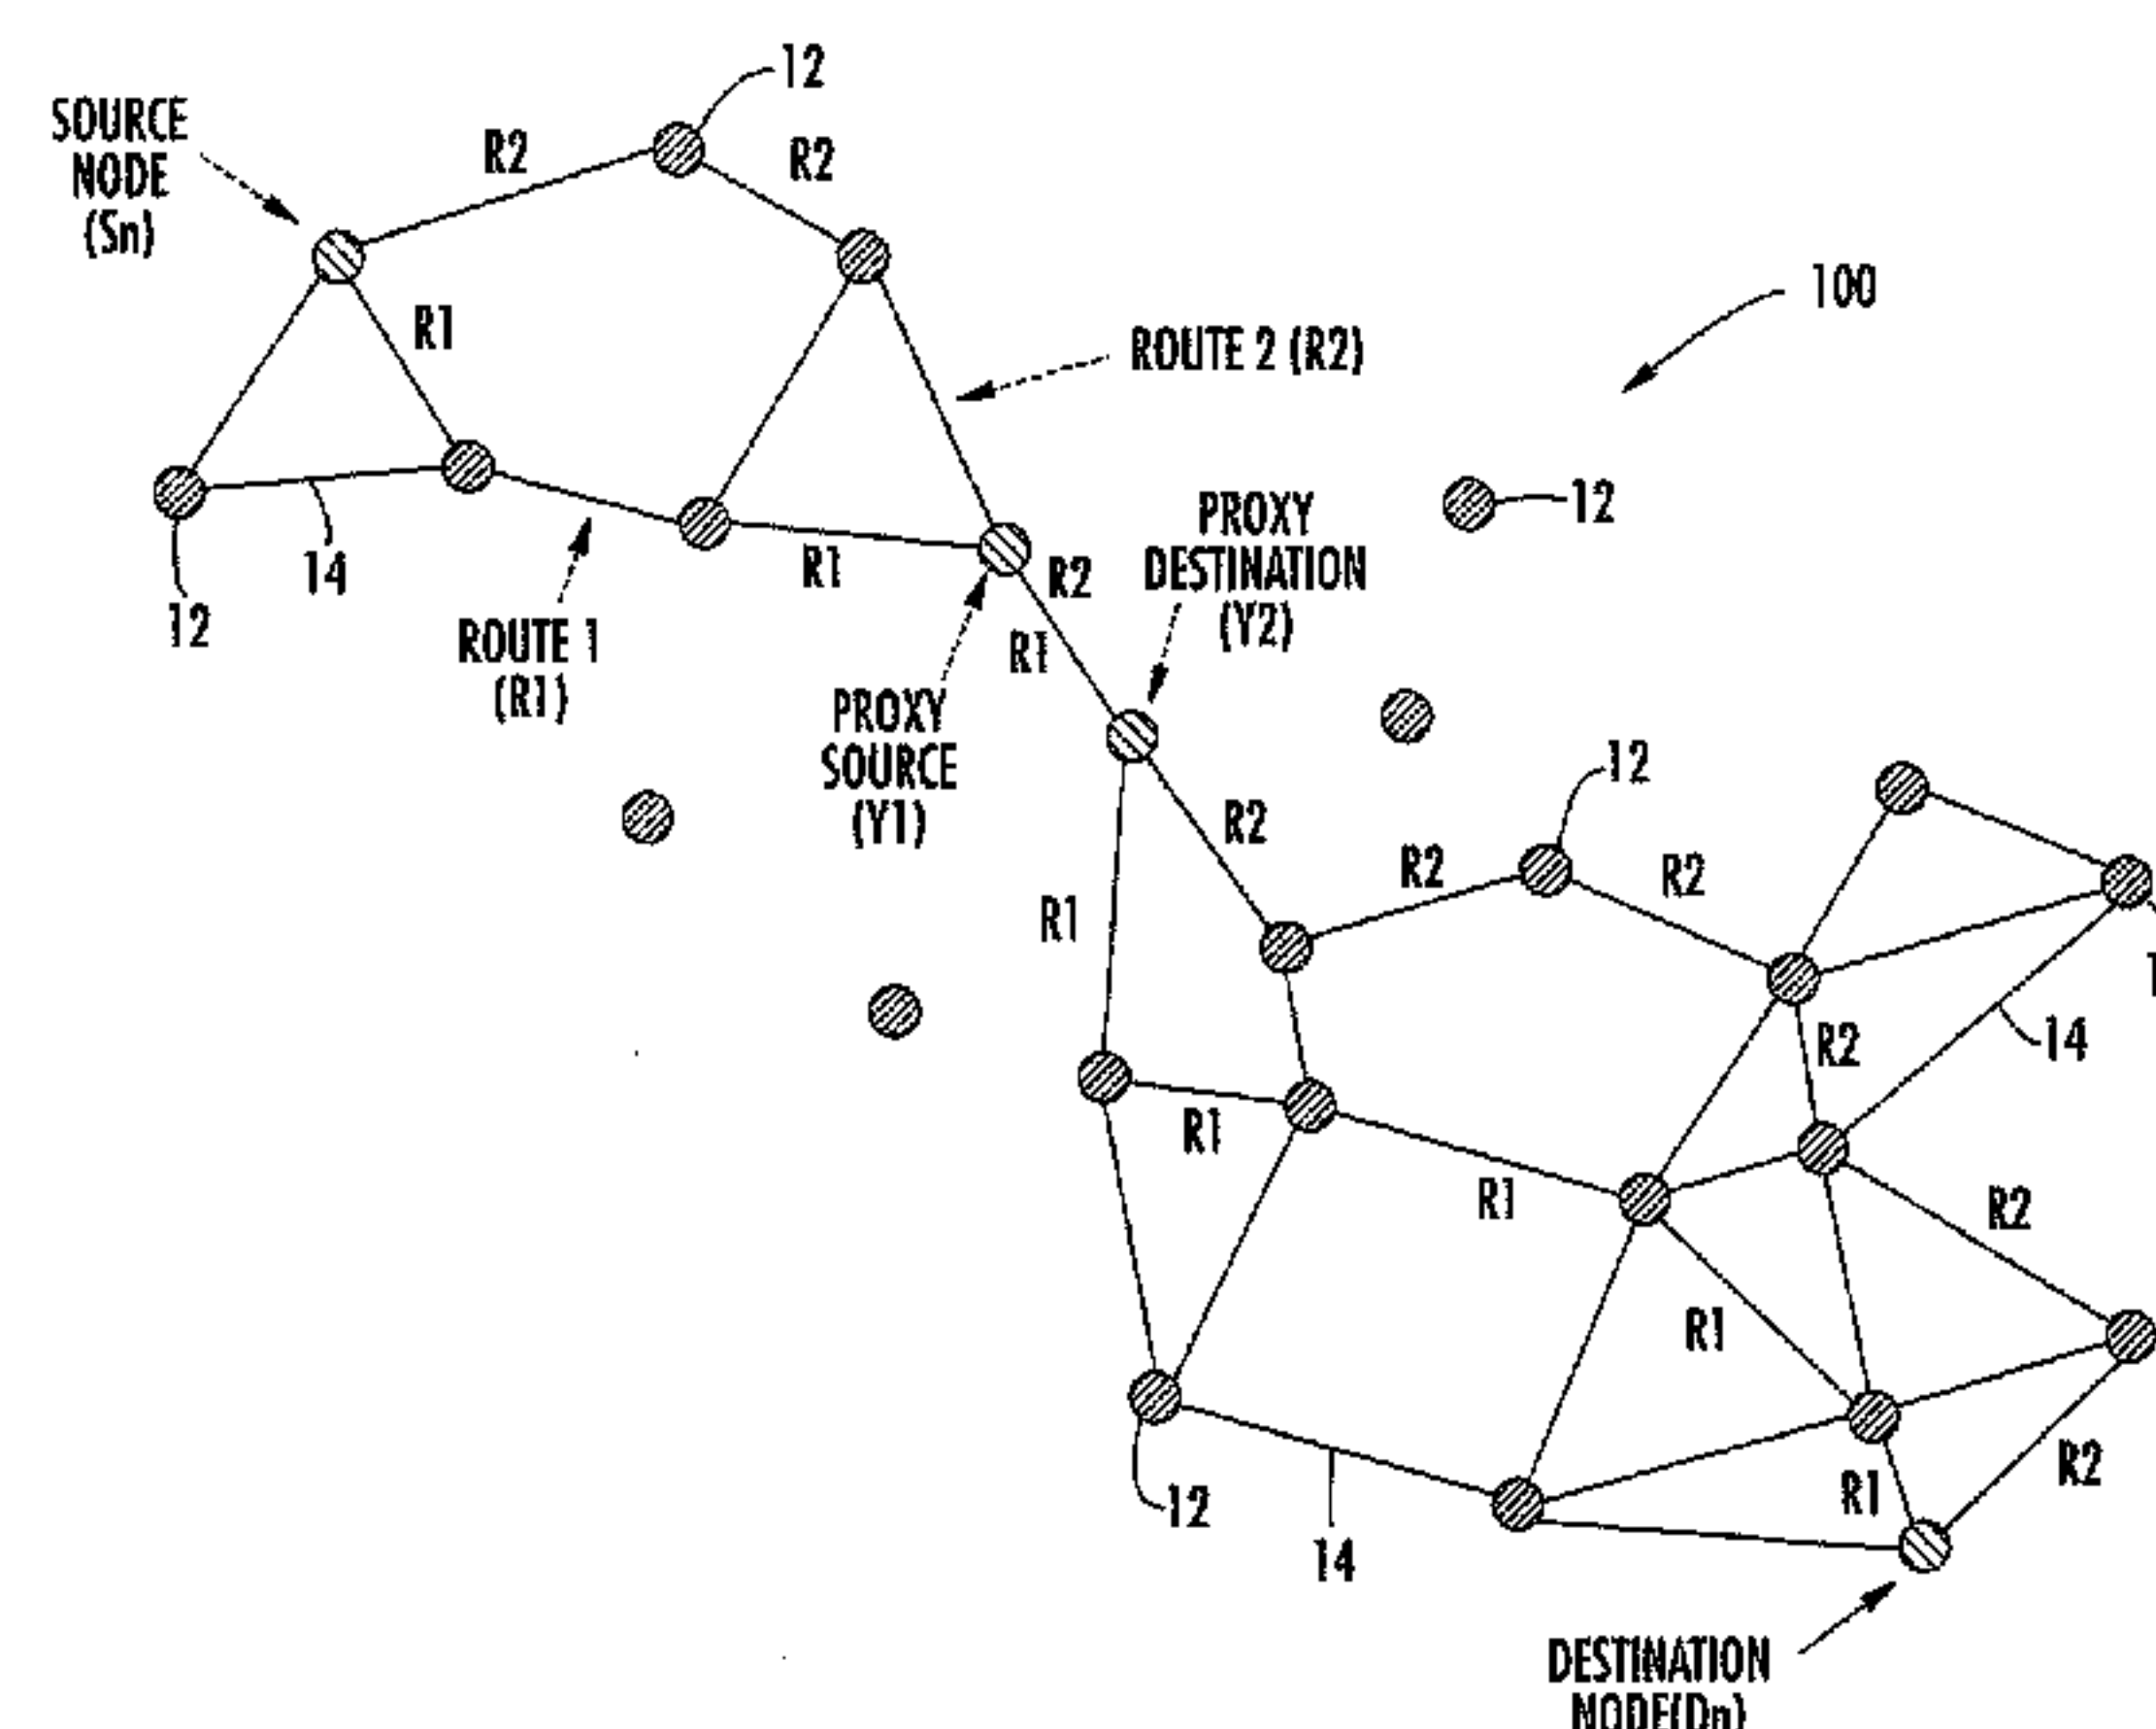 12
SOURCE
NODE
(Sn)
R2
R2
100
R1
ROUTE 2 (R2)
12
PROXY
DESTINATION
(Y2)
14
12
R1
R2
ROUTE 1
(R1)
R1
PROXY
SOURCE
(Y1)
12
R2
R2
R2
R1
14
R2
R1
R1
R2
R1
R2
R1
12
14
DESTINATION
NODE(Dn)